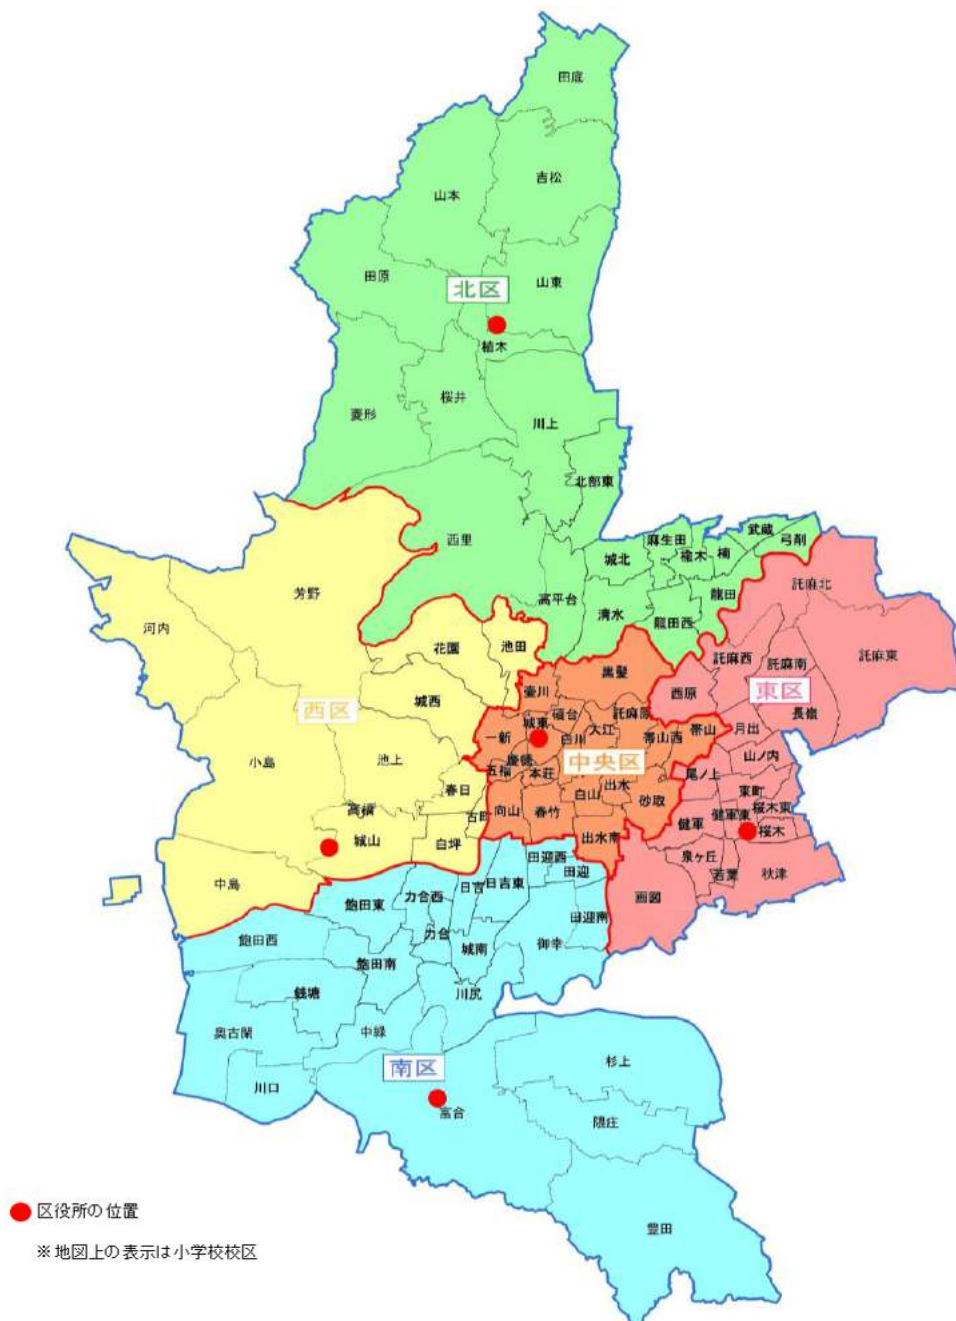 田底
吉松
山本
田原
山東
北区
植木
桜井
菱形
川上
北部東
西里
城北
麻生田
楡木
楠
武蔵
弓削
高平台
清水
龍田西
龍田
芳野
河内
花園
池田
城西
西区
小島
池上
春日
古町
高橋
城山
白坪
中島
黒髪
壷川
碩台
託麻原
城東
一新
白川
大江
帯山西
帯山
慶徳
五福
本荘
中央区
白山
出水
砂取
向山
春竹
出水南
託麻北
託麻西
託麻南
託麻東
西原
東区
長嶺
月出
山ノ内
尾ノ上
東町
桜木東
健軍
健軍東
桜木
泉ヶ丘
若葉
秋津
画図
田迎西
田迎
田迎南
日吉
日吉東
力合西
力合
飽田東
飽田西
飽田南
城南
御幸
銭塘
川尻
奥古閑
中緑
川口
南区
富合
杉上
隈庄
豊田
区役所の位置
※地図上の表示は小学校校区